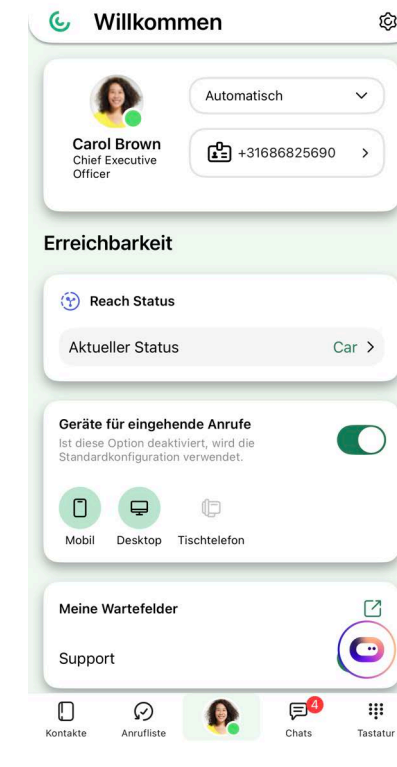 Willkommen
Automatisch
Carol Brown
Chief Executive
Officer
+31686825690
Erreichbarkeit
Reach Status
Aktueller Status
Car
Geräte für eingehende Anrufe
Ist diese Option deaktiviert, wird die
Standardkonfiguration verwendet.
Mobil
Desktop
Tischtelefon
Meine Wartefelder
Support
4
Kontakte
Anrufliste
Chats
Tastatur